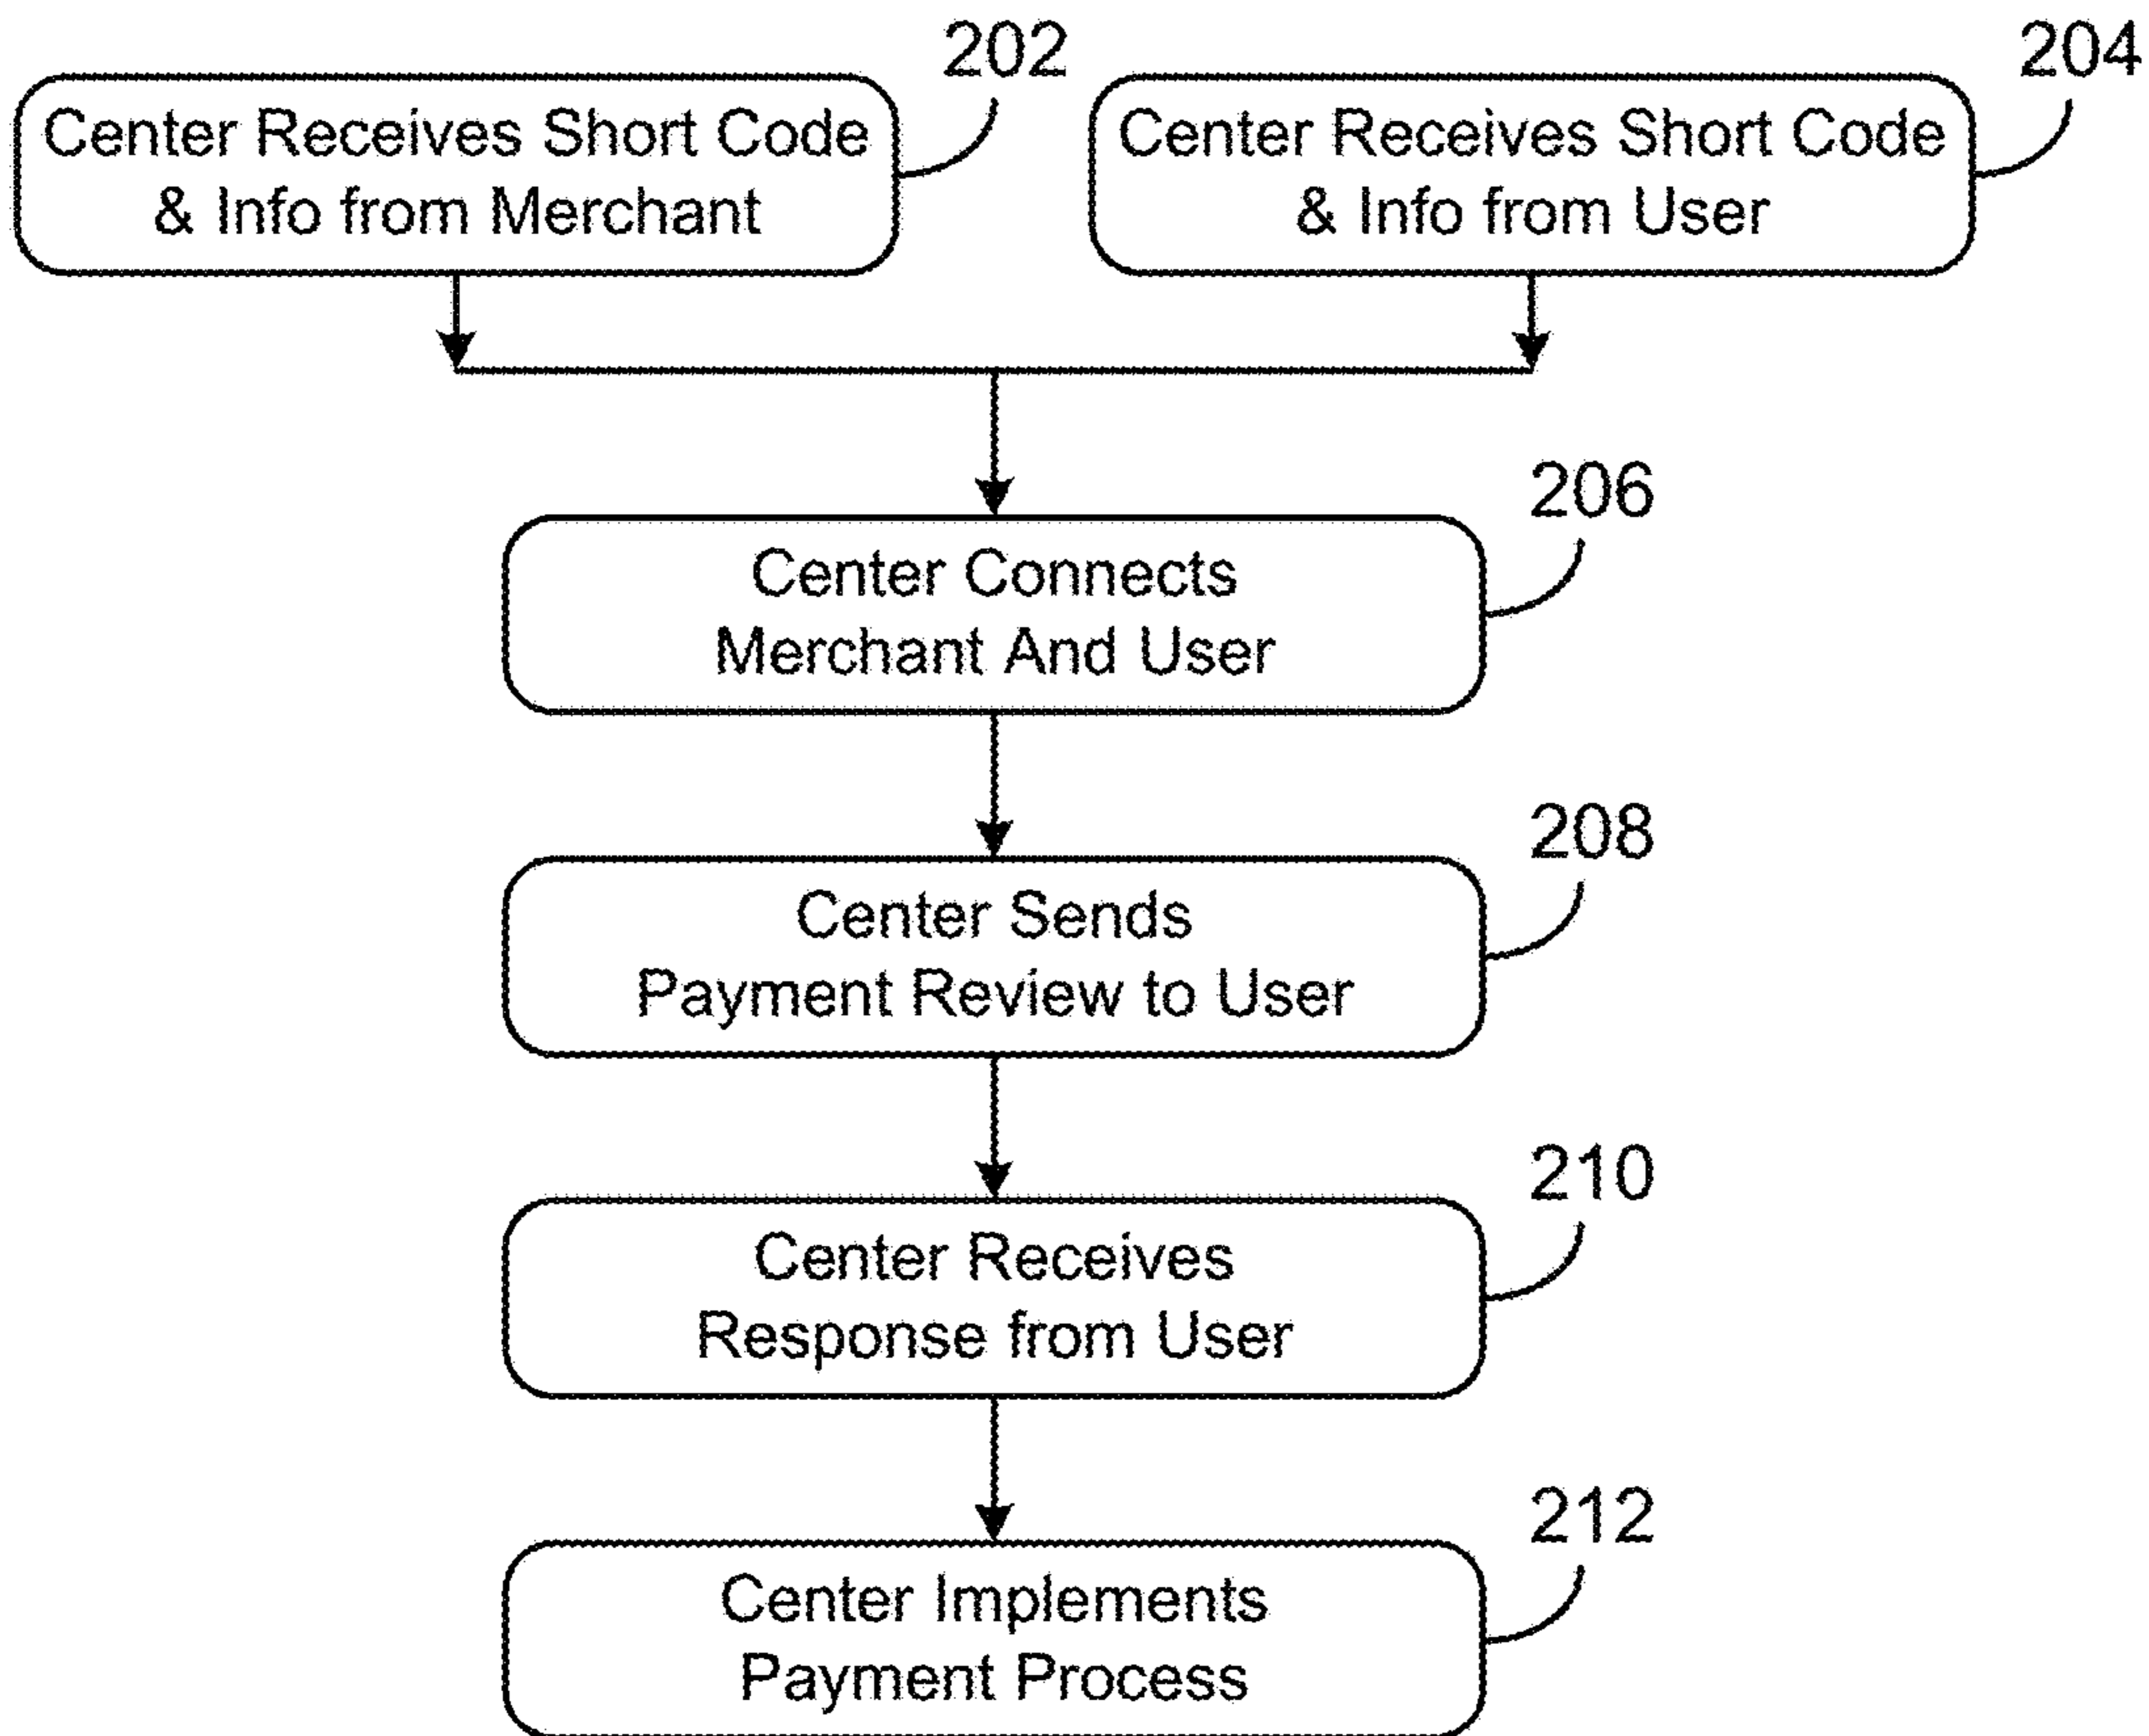 202
204
Center Receives Short Code
& Info from Merchant
Center Receives Short Code
& Info from User
206
Center Connects
Merchant And User
208
Center Sends
Payment Review to User
210
Center Receives
Response from User
212
Center Implements
Payment Process